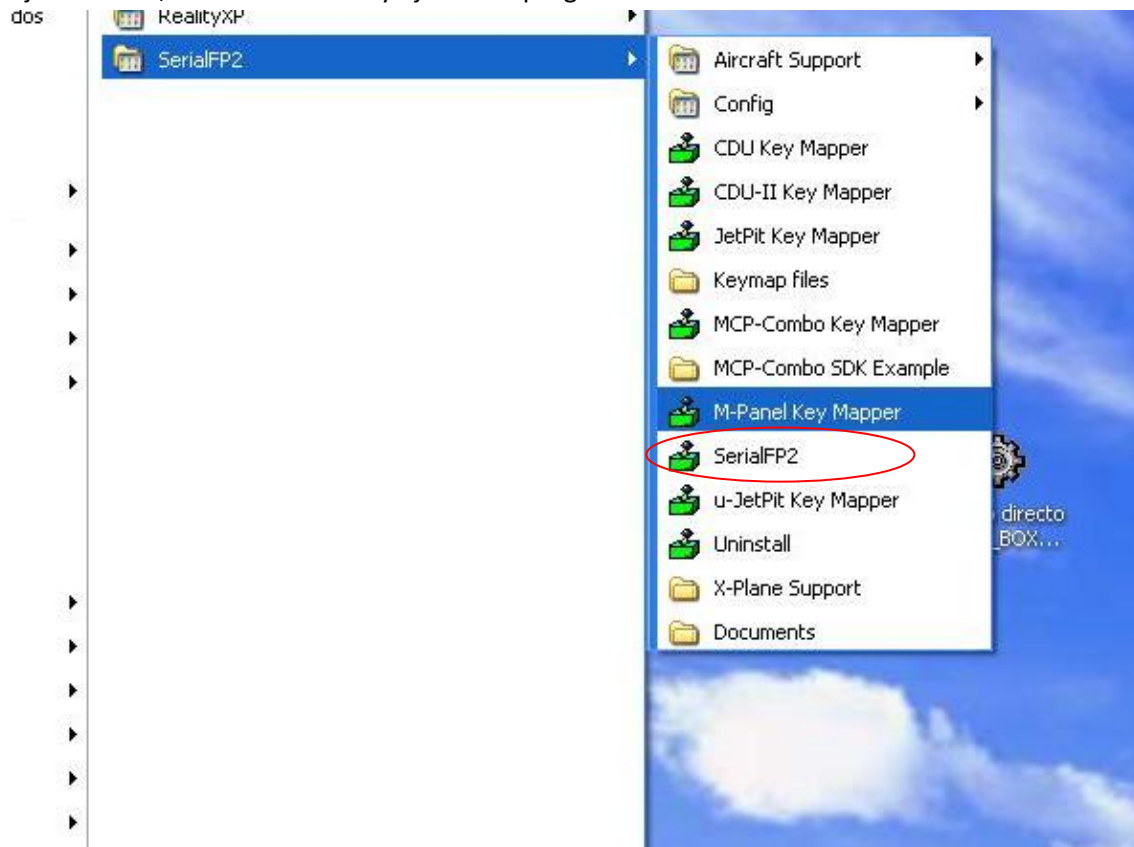 dos
RealityXP
SerialFP2
Aircraft Support
Config
CDU Key Mapper
CDU-II Key Mapper
JetPit Key Mapper
Keymap files
MCP-Combo Key Mapper
MCP-Combo SDK Example
M-Panel Key Mapper
SerialFP2
u-JetPit Key Mapper
Uninstall
X-Plane Support
Documents
directo
_BOX...